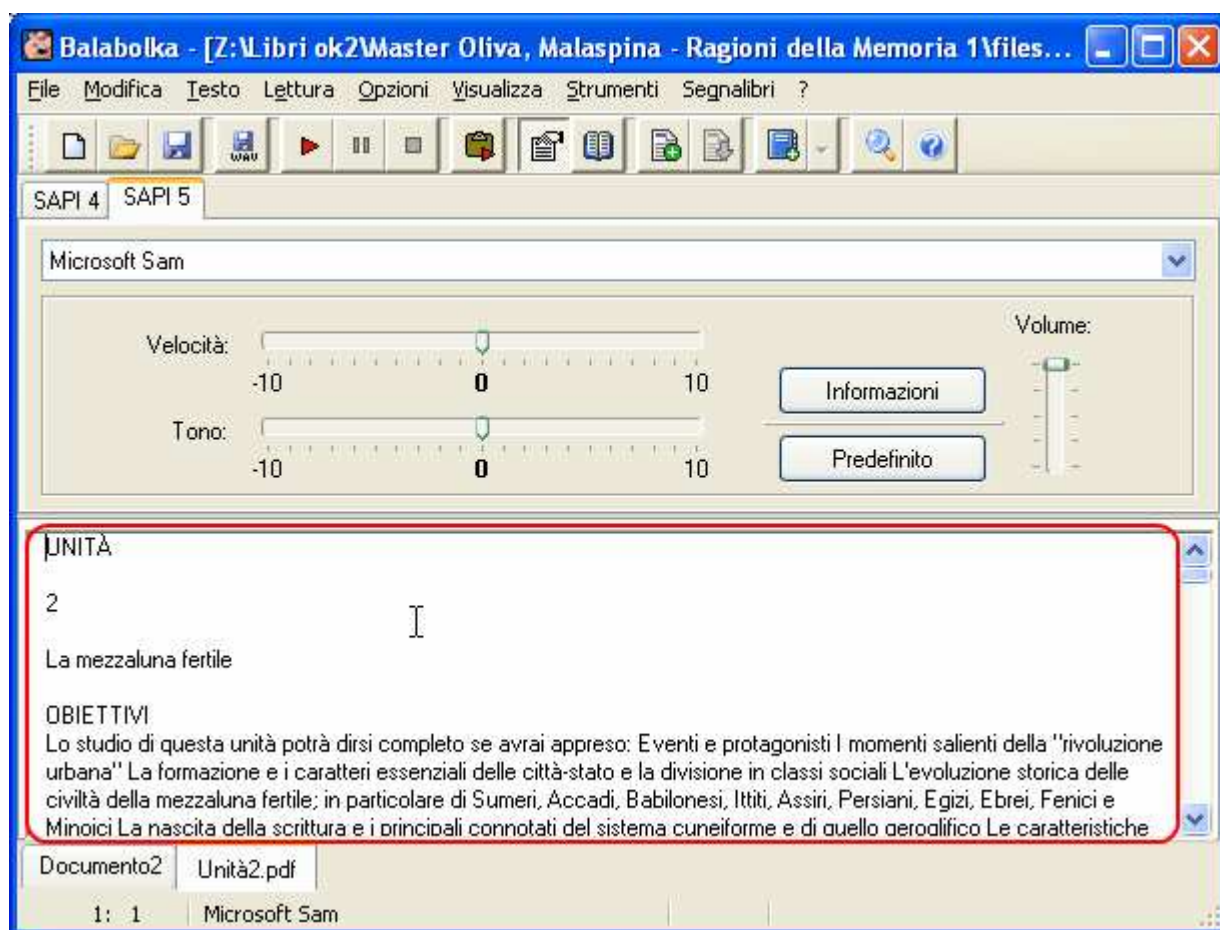 Balabolka - [Z:\Libri ok2\Master Oliva, Malaspina - Ragioni della Memoria 1\files...
File Modifica Testo Lettura Opzioni Visualizza Strumenti Segnalibri ?
WAV
SAPI 4 SAPI 5
Microsoft Sam
Volume:
Velocità:
-10 0 10
Informazioni
Tono:
-10 0 10
Predefinito
UNITÀ
2
La mezzaluna fertile
OBIETTIVI
Lo studio di questa unità potrà dirsi completo se avrai appreso: Eventi e protagonisti I momenti salienti della "rivoluzione
urbana" La formazione e i caratteri essenziali delle città-stato e la divisione in classi sociali L'evoluzione storica delle
civiltà della mezzaluna fertile; in particolare di Sumeri, Accadi, Babilonesi, Ittiti, Assiri, Persiani, Egizi, Ebrei, Fenici e
Minoici La nascita della scrittura e i principali connotati del sistema cuneiforme e di quello geroglifico Le caratteristiche
Documento2 Unità2.pdf
1: 1 Microsoft Sam